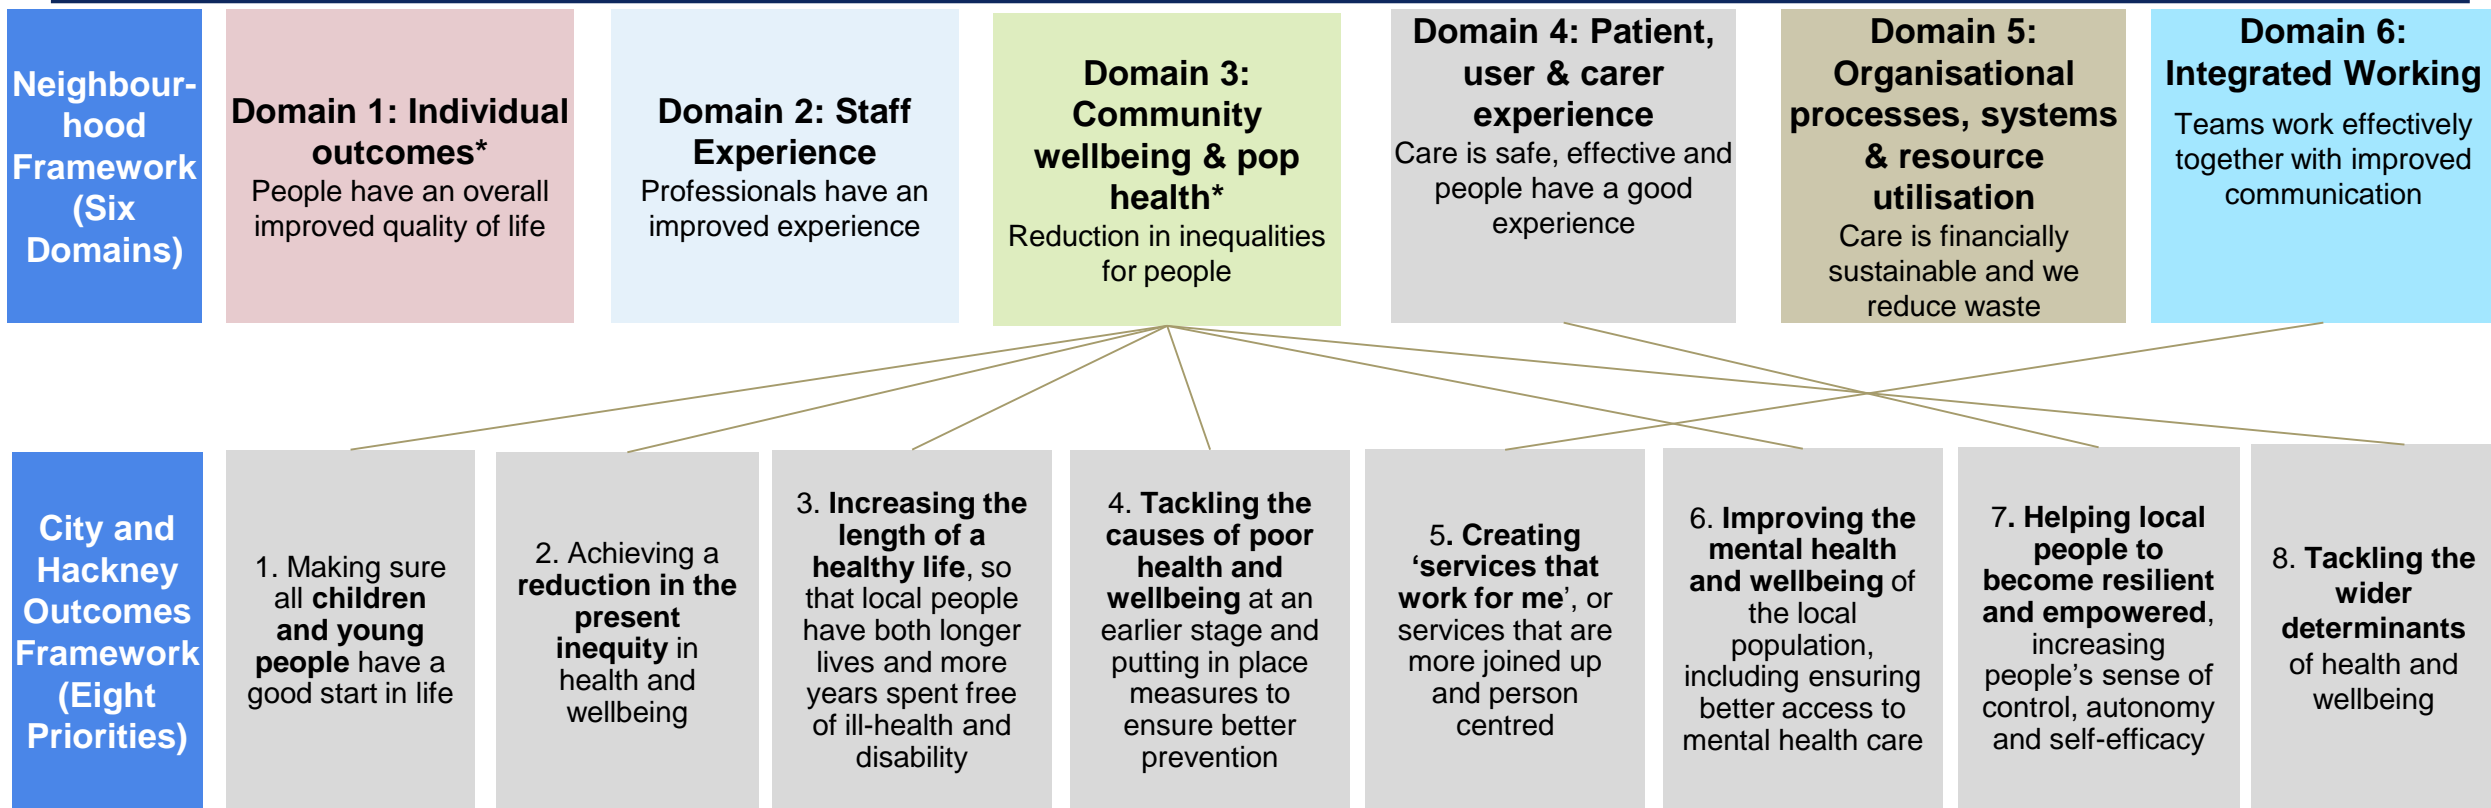 Neighbour-
hood
Framework
(Six
Domains)
Domain 1: Individual
outcomes*
People have an overall
improved quality of life
Domain 2: Staff
Experience
Professionals have an
improved experience
Domain 3:
Community
wellbeing & pop
health*
Reduction in inequalities
for people
Domain 4: Patient,
user & carer
experience
Care is safe, effective and
people have a good
experience
Domain 5:
Organisational
processes, systems
& resource
utilisation
Care is financially
sustainable and we
reduce waste
Domain 6:
Integrated Working
Teams work effectively
together with improved
communication
City and
Hackney
Outcomes
Framework
(Eight
Priorities)
1. Making sure
all children
and young
people have a
good start in life
2. Achieving a
reduction in the
present
inequity in
health and
wellbeing
3. Increasing the
length of a
healthy life, so
that local people
have both longer
lives and more
years spent free
of ill-health and
disability
4. Tackling the
causes of poor
health and
wellbeing at an
earlier stage and
putting in place
measures to
ensure better
prevention
5. Creating
‘services that
work for me’, or
services that are
more joined up
and person
centred
6. Improving the
mental health
and wellbeing of
the local
population,
including ensuring
better access to
mental health care
7. Helping local
people to
become resilient
and empowered,
increasing
people’s sense of
control, autonomy
and self-efficacy
8. Tackling the
wider
determinants
of health and
wellbeing